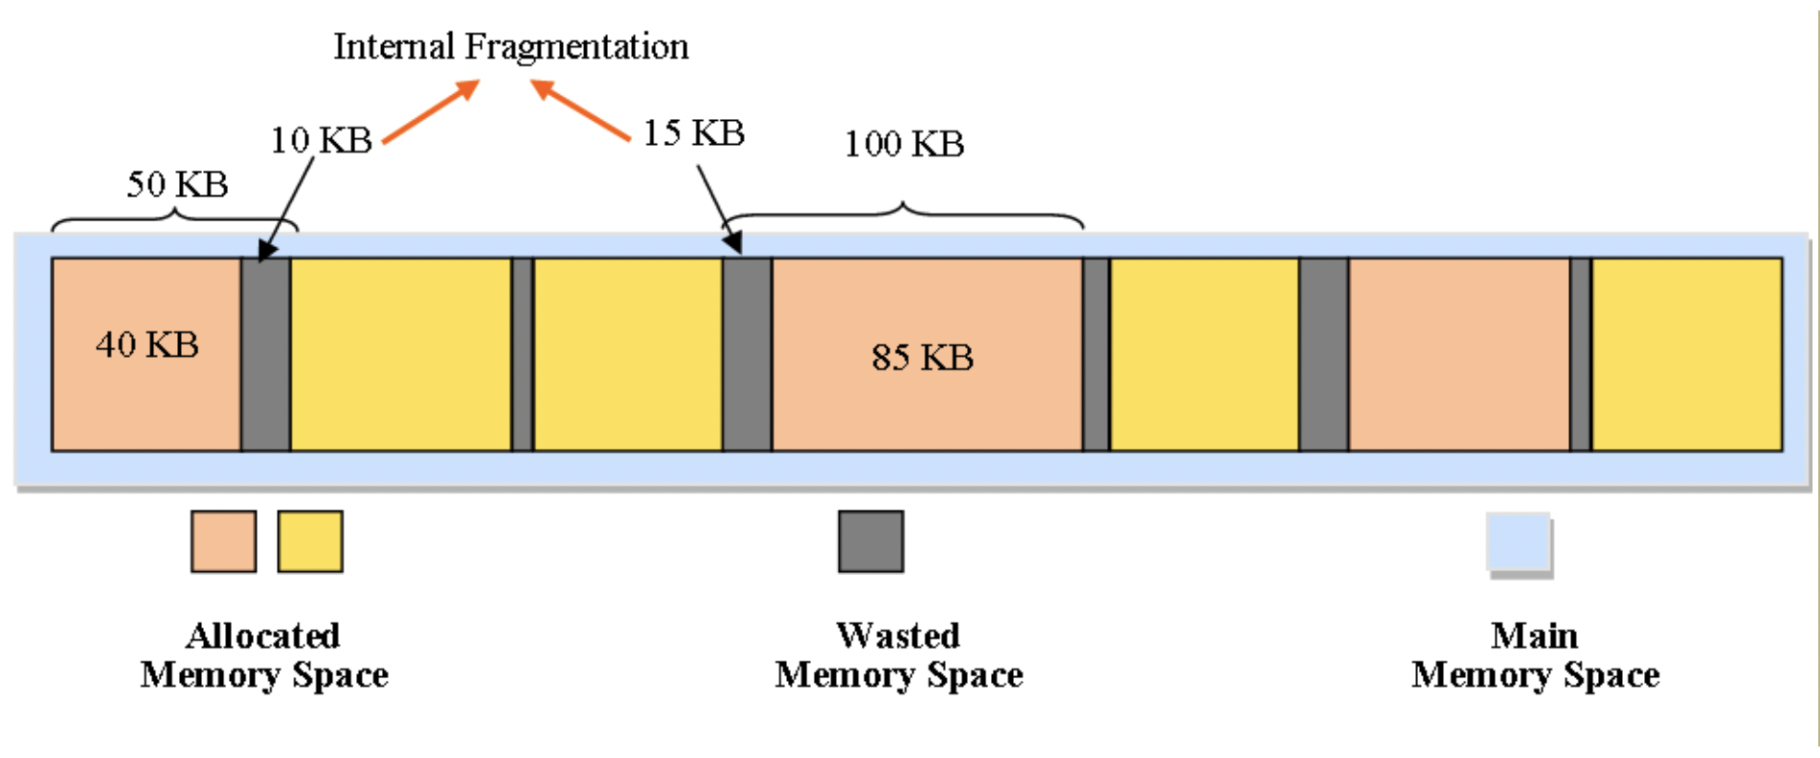 Internal Fragmentation
10 KB
15 KB
100 KB
50 KB
40 KB
85 KB
Allocated
Memory Space
Wasted
Memory Space
Main
Memory Space